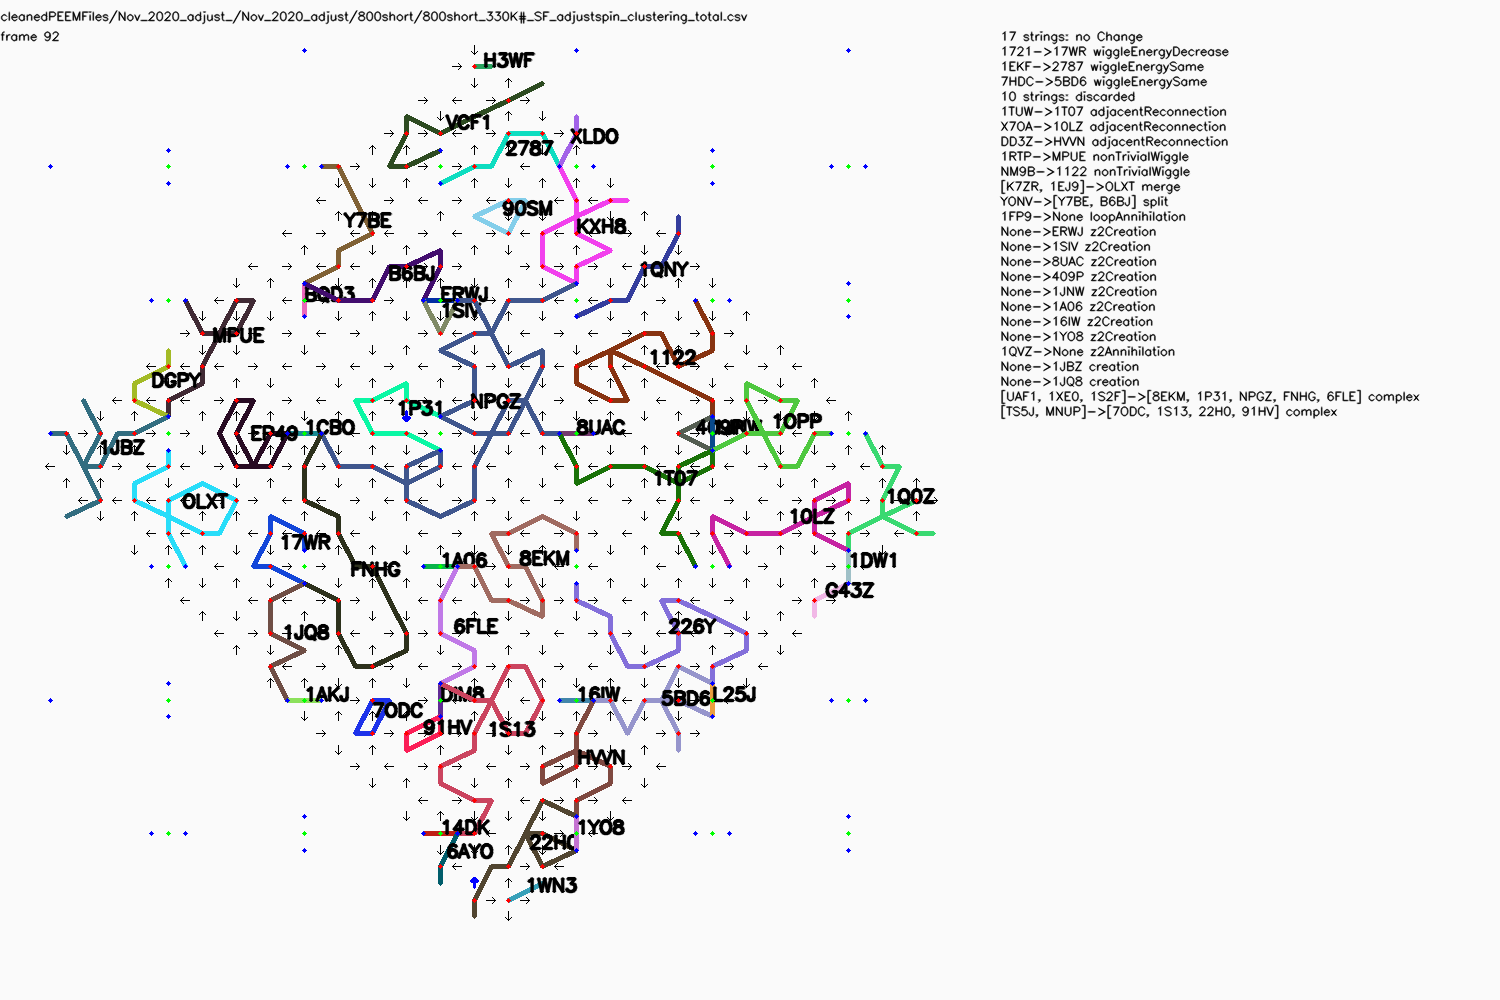 cleanedPEEMFiles/Nov_2020_adjust_/Nov_2020_adjust/800short/800short_330K#_SF_adjustspin_clustering_total.csv
frame 92
17 strings: no Change
1721->17WR wiggleEnergyDecrease
1EKF->2787 wiggleEnergySame
7HDC->5BD6 wiggleEnergySame
10 strings: discarded
1TUW->1T07 adjacentReconnection
X7OA->10LZ adjacentReconnection
DD3Z->HVVN adjacentReconnection
1RTP->MPUE nonTrivialWiggle
NM9B->1122 nonTrivialWiggle
[K7ZR, 1EJ9]->OLXT merge
YONV->[Y7BE, B6BJ] split
1FP9->None loopAnnihilation
None->ERWJ z2Creation
None->1SIV z2Creation
None->8UAC z2Creation
None->409P z2Creation
None->1JNW z2Creation
None->1A06 z2Creation
None->16IW z2Creation
None->1YO8 z2Creation
1QVZ->None z2Annihilation
None->1JBZ creation
None->1JQ8 creation
[UAF1, 1XE0, 1S2F]->[8EKM, 1P31, NPGZ, FNHG, 6FLE] complex
[TS5J, MNUP]->[7ODC, 1S13, 22H0, 91HV] complex
H3WF
VCF1
XLDO
2787
90SM
Y7BE
KXH8
B6BJ
1QNY
BQD3
ERWJ
1SIV
MPUE
1122
DGPY
1P31
NPGZ
10PP
EP49
1CBO
8UAC
1JBZ
1T07
OLXT
1Q0Z
10LZ
17WR
1A06
8EKM
1DW1
FNHG
G43Z
1JQ8
6FLE
226Y
1AKJ
DIM8
16IW
5BD6
L25J
7ODC
91HV
1S13
HVVN
14DK
1YO8
22H0
6AYO
1WN3